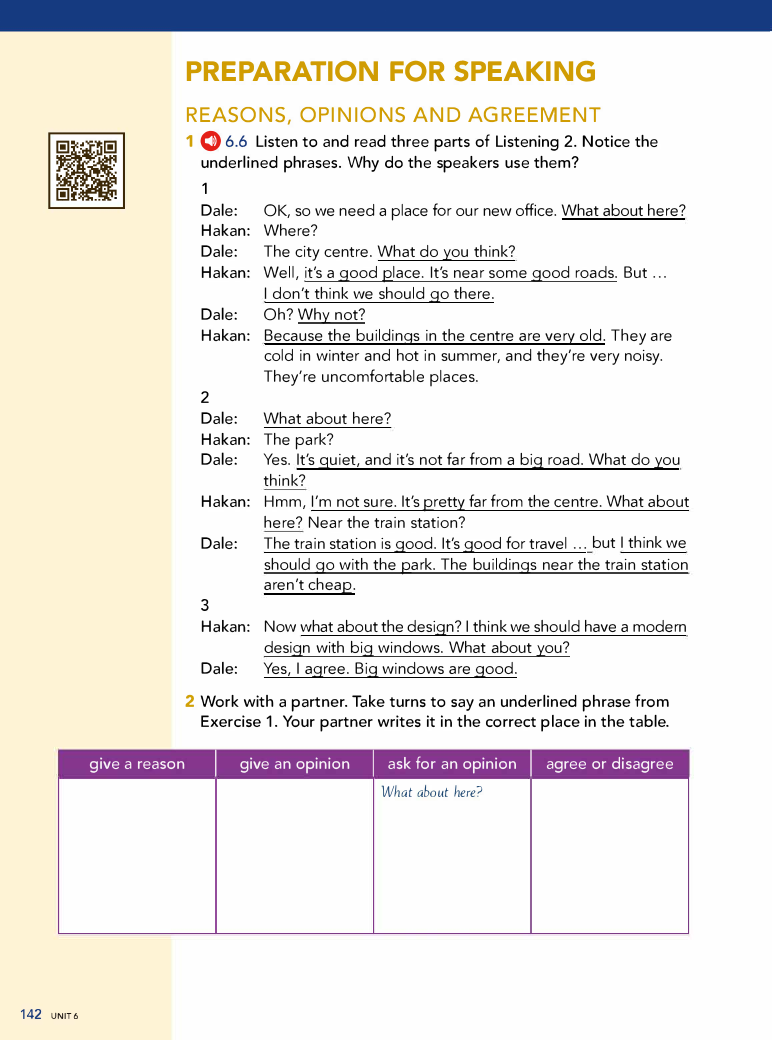 PREPARATION FOR SPEAKING
REASONS, OPINIONS AND AGREEMENT
1 6.6 Listen to and read three parts of Listening 2. Notice the
underlined phrases. Why do the speakers use them?
1
Dale: OK, so we need a place for our new office. What about here?
Hakan: Where?
Dale: The city centre. What do you think?
Hakan: Well, it's a good place. It's near some good roads. But …
I don't think we should go there.
Dale: Oh? Why not?
Hakan: Because the buildings in the centre are very old. They are
cold in winter and hot in summer, and they're very noisy.
They're uncomfortable places.
2
Dale: What about here?
Hakan: The park?
Dale: Yes. It's quiet, and it's not far from a big road. What do you
think?
Hakan: Hmm, I'm not sure. It's pretty far from the centre. What about
here? Near the train station?
Dale: The train station is good. It's good for travel … but I think we
should go with the park. The buildings near the train station
aren't cheap.
3
Hakan: Now what about the design? I think we should have a modern
design with big windows. What about you?
Dale: Yes, I agree. Big windows are good.
2 Work with a partner. Take turns to say an underlined phrase from
Exercise 1. Your partner writes it in the correct place in the table.
give a reason give an opinion ask for an opinion agree or disagree
What about here?
142 UNIT 6